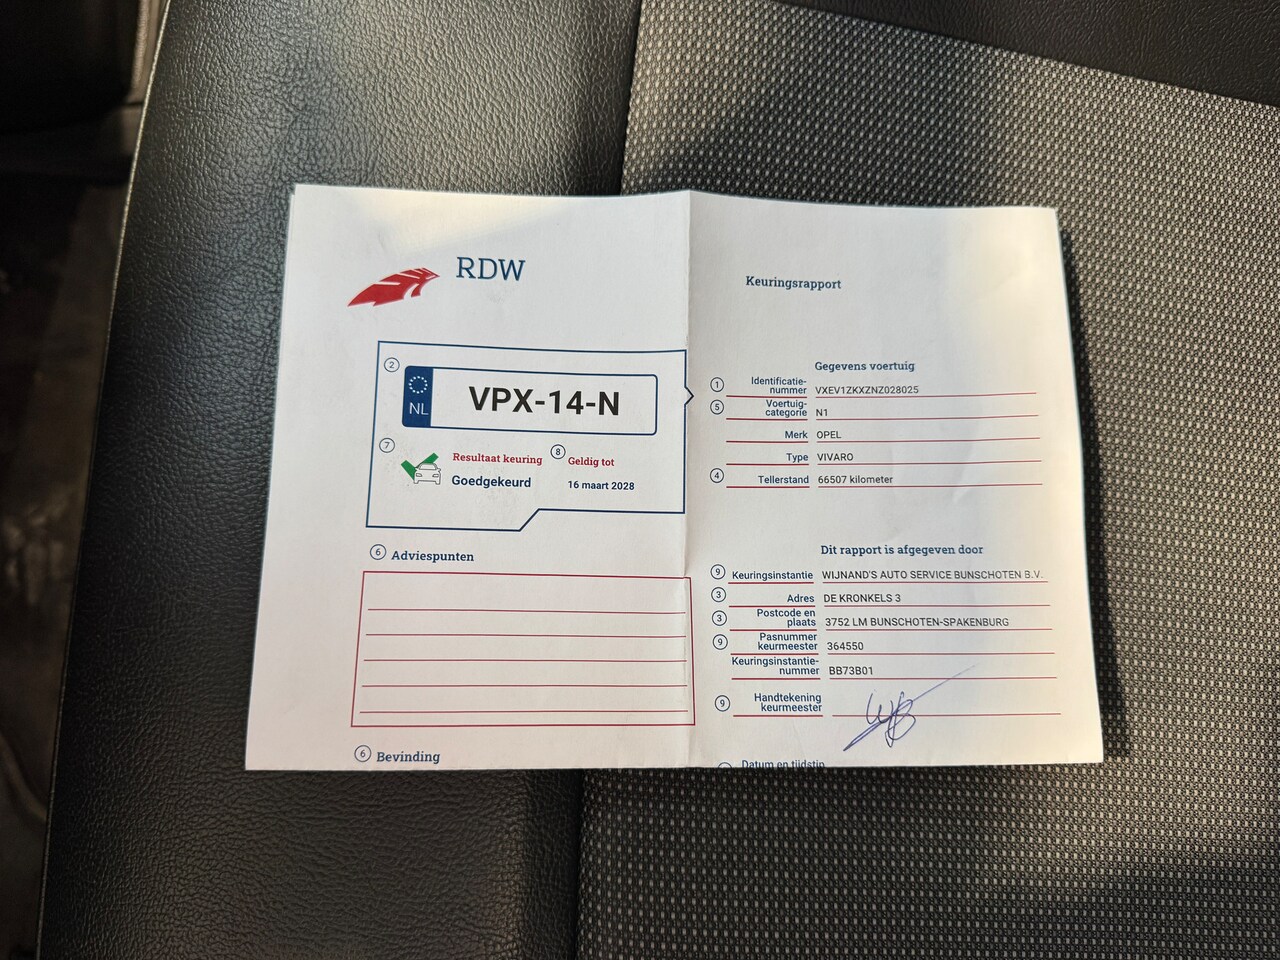 RDW
Keuringsrapport
2
NL
VPX-14-N
7
Resultaat keuring
Goedgekeurd
8
Geldig tot
16 maart 2028
6 Adviespunten
6 Bevinding
Gegevens voertuig
1 Identificatie-
nummer VXEV1ZKXZNZ028025
5 Voertuig-
categorie N1
Merk OPEL
Type VIVARO
4 Tellerstand 66507 kilometer
Dit rapport is afgegeven door
9 Keuringsinstantie WIJNAND'S AUTO SERVICE BUNSCHOTEN B.V.
3 Adres DE KRONKELS 3
3 Postcode en
plaats 3752 LM BUNSCHOTEN-SPAKENBURG
9 Pasnummer
keurmeester 364550
Keuringsinstantie-
nummer BB73B01
9 Handtekening
keurmeester
Datum en tijdstip